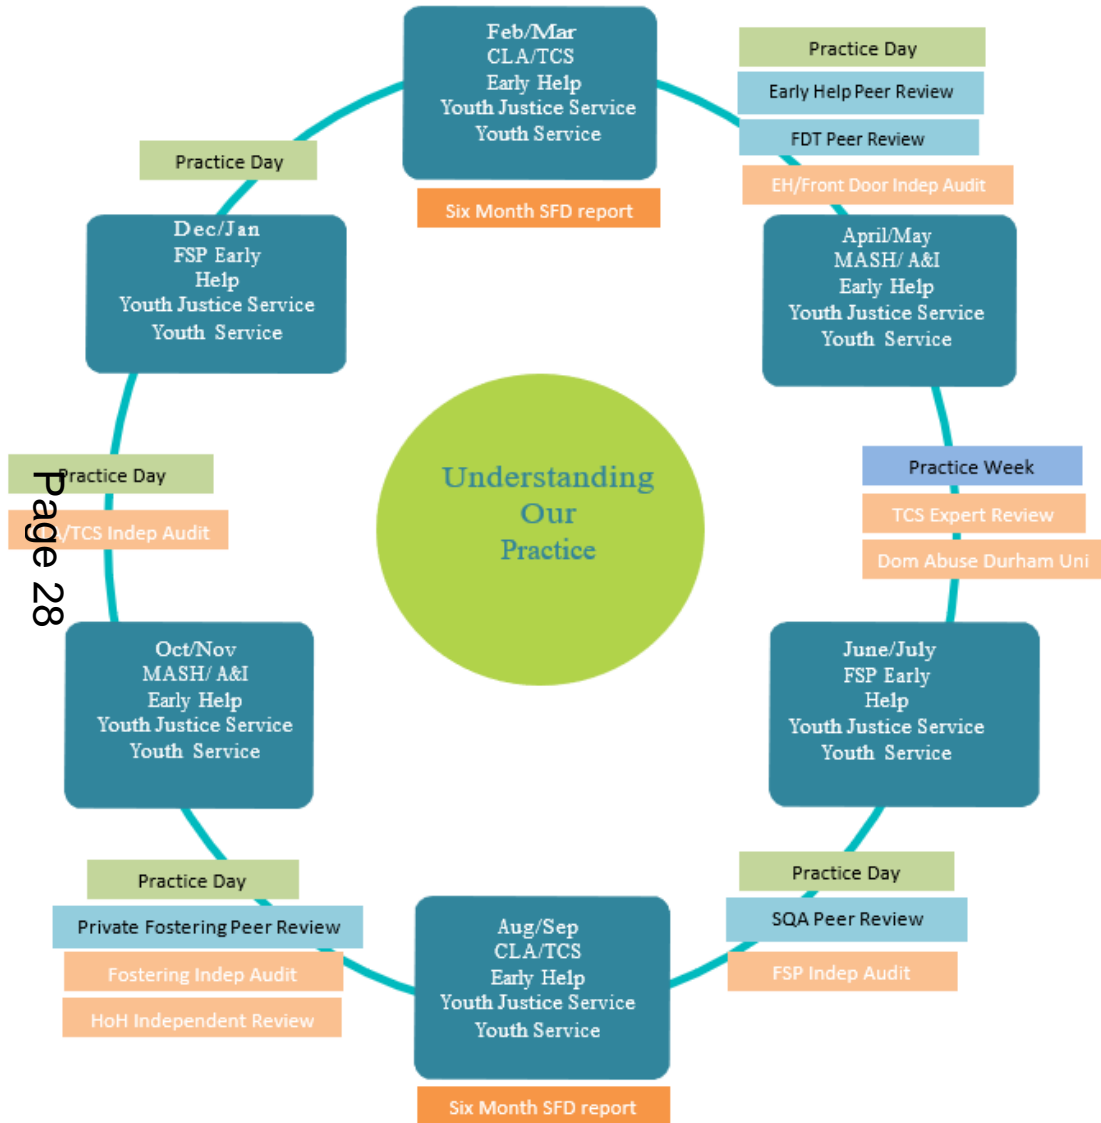 Feb/Mar
CLA/TCS
Early Help
Youth Justice Service
Youth Service
Six Month SFD report
Practice Day
Early Help Peer Review
FDT Peer Review
EH/Front Door Indep Audit
April/May
MASH/ A&I
Early Help
Youth Justice Service
Youth Service
Practice Week
TCS Expert Review
Dom Abuse Durham Uni
June/July
FSP Early
Help
Youth Justice Service
Youth Service
Practice Day
SQA Peer Review
FSP Indep Audit
Aug/Sep
CLA/TCS
Early Help
Youth Justice Service
Youth Service
Six Month SFD report
Practice Day
Private Fostering Peer Review
Fostering Indep Audit
HoH Independent Review
Oct/Nov
MASH/ A&I
Early Help
Youth Justice Service
Youth Service
Practice Day
Indep Audit
Dec/Jan
FSP Early
Help
Youth Justice Service
Youth Service
Practice Day
Understanding
Our
Practice
Page 28